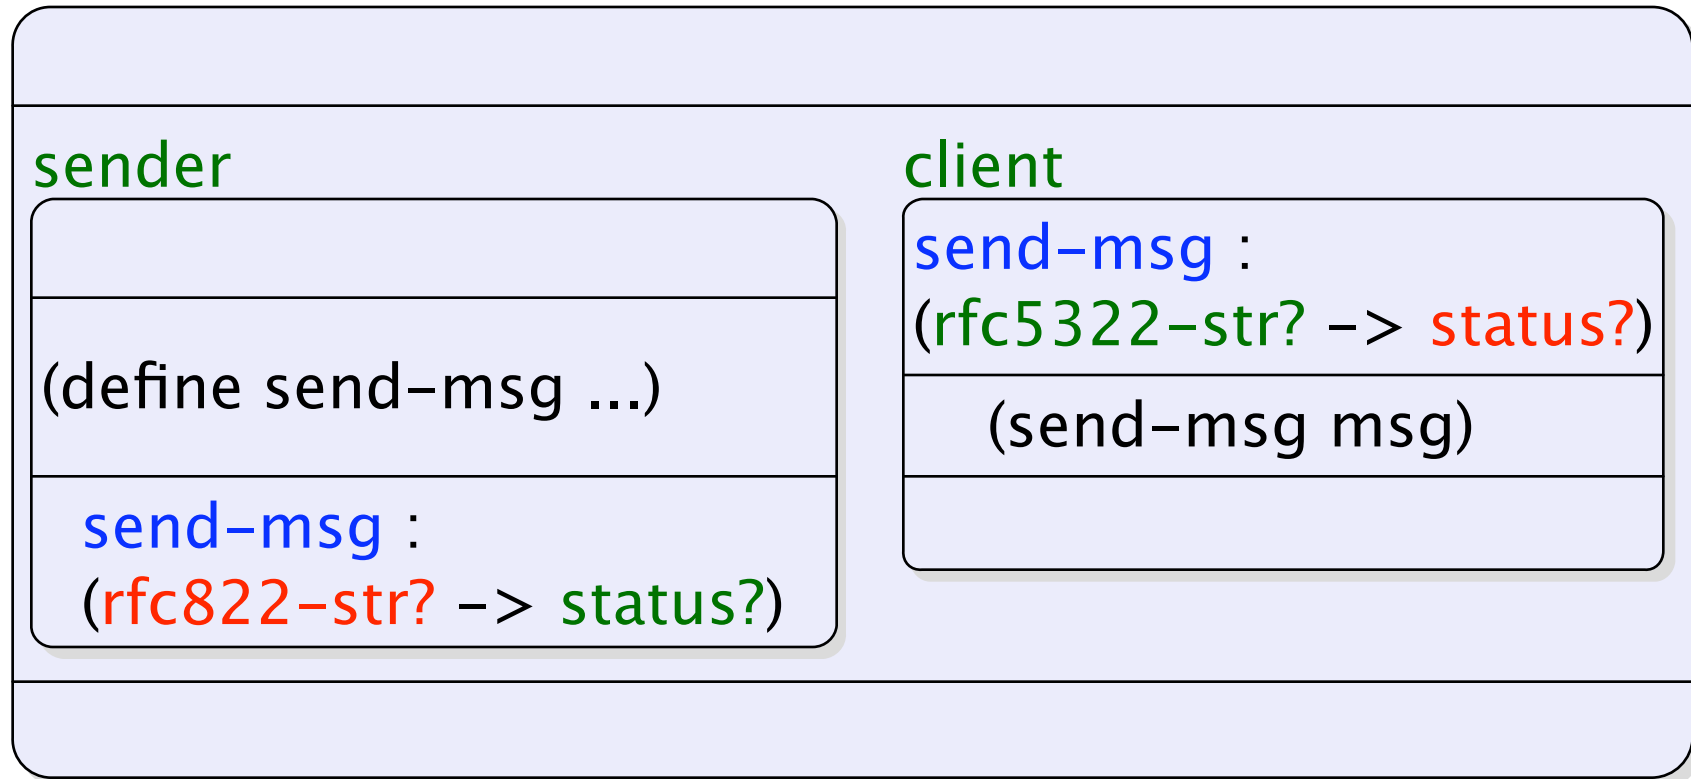 sender
(define send-msg ...)
send-msg :
(rfc822-str? -> status?)
client
send-msg :
(rfc5322-str? -> status?)
(send-msg msg)